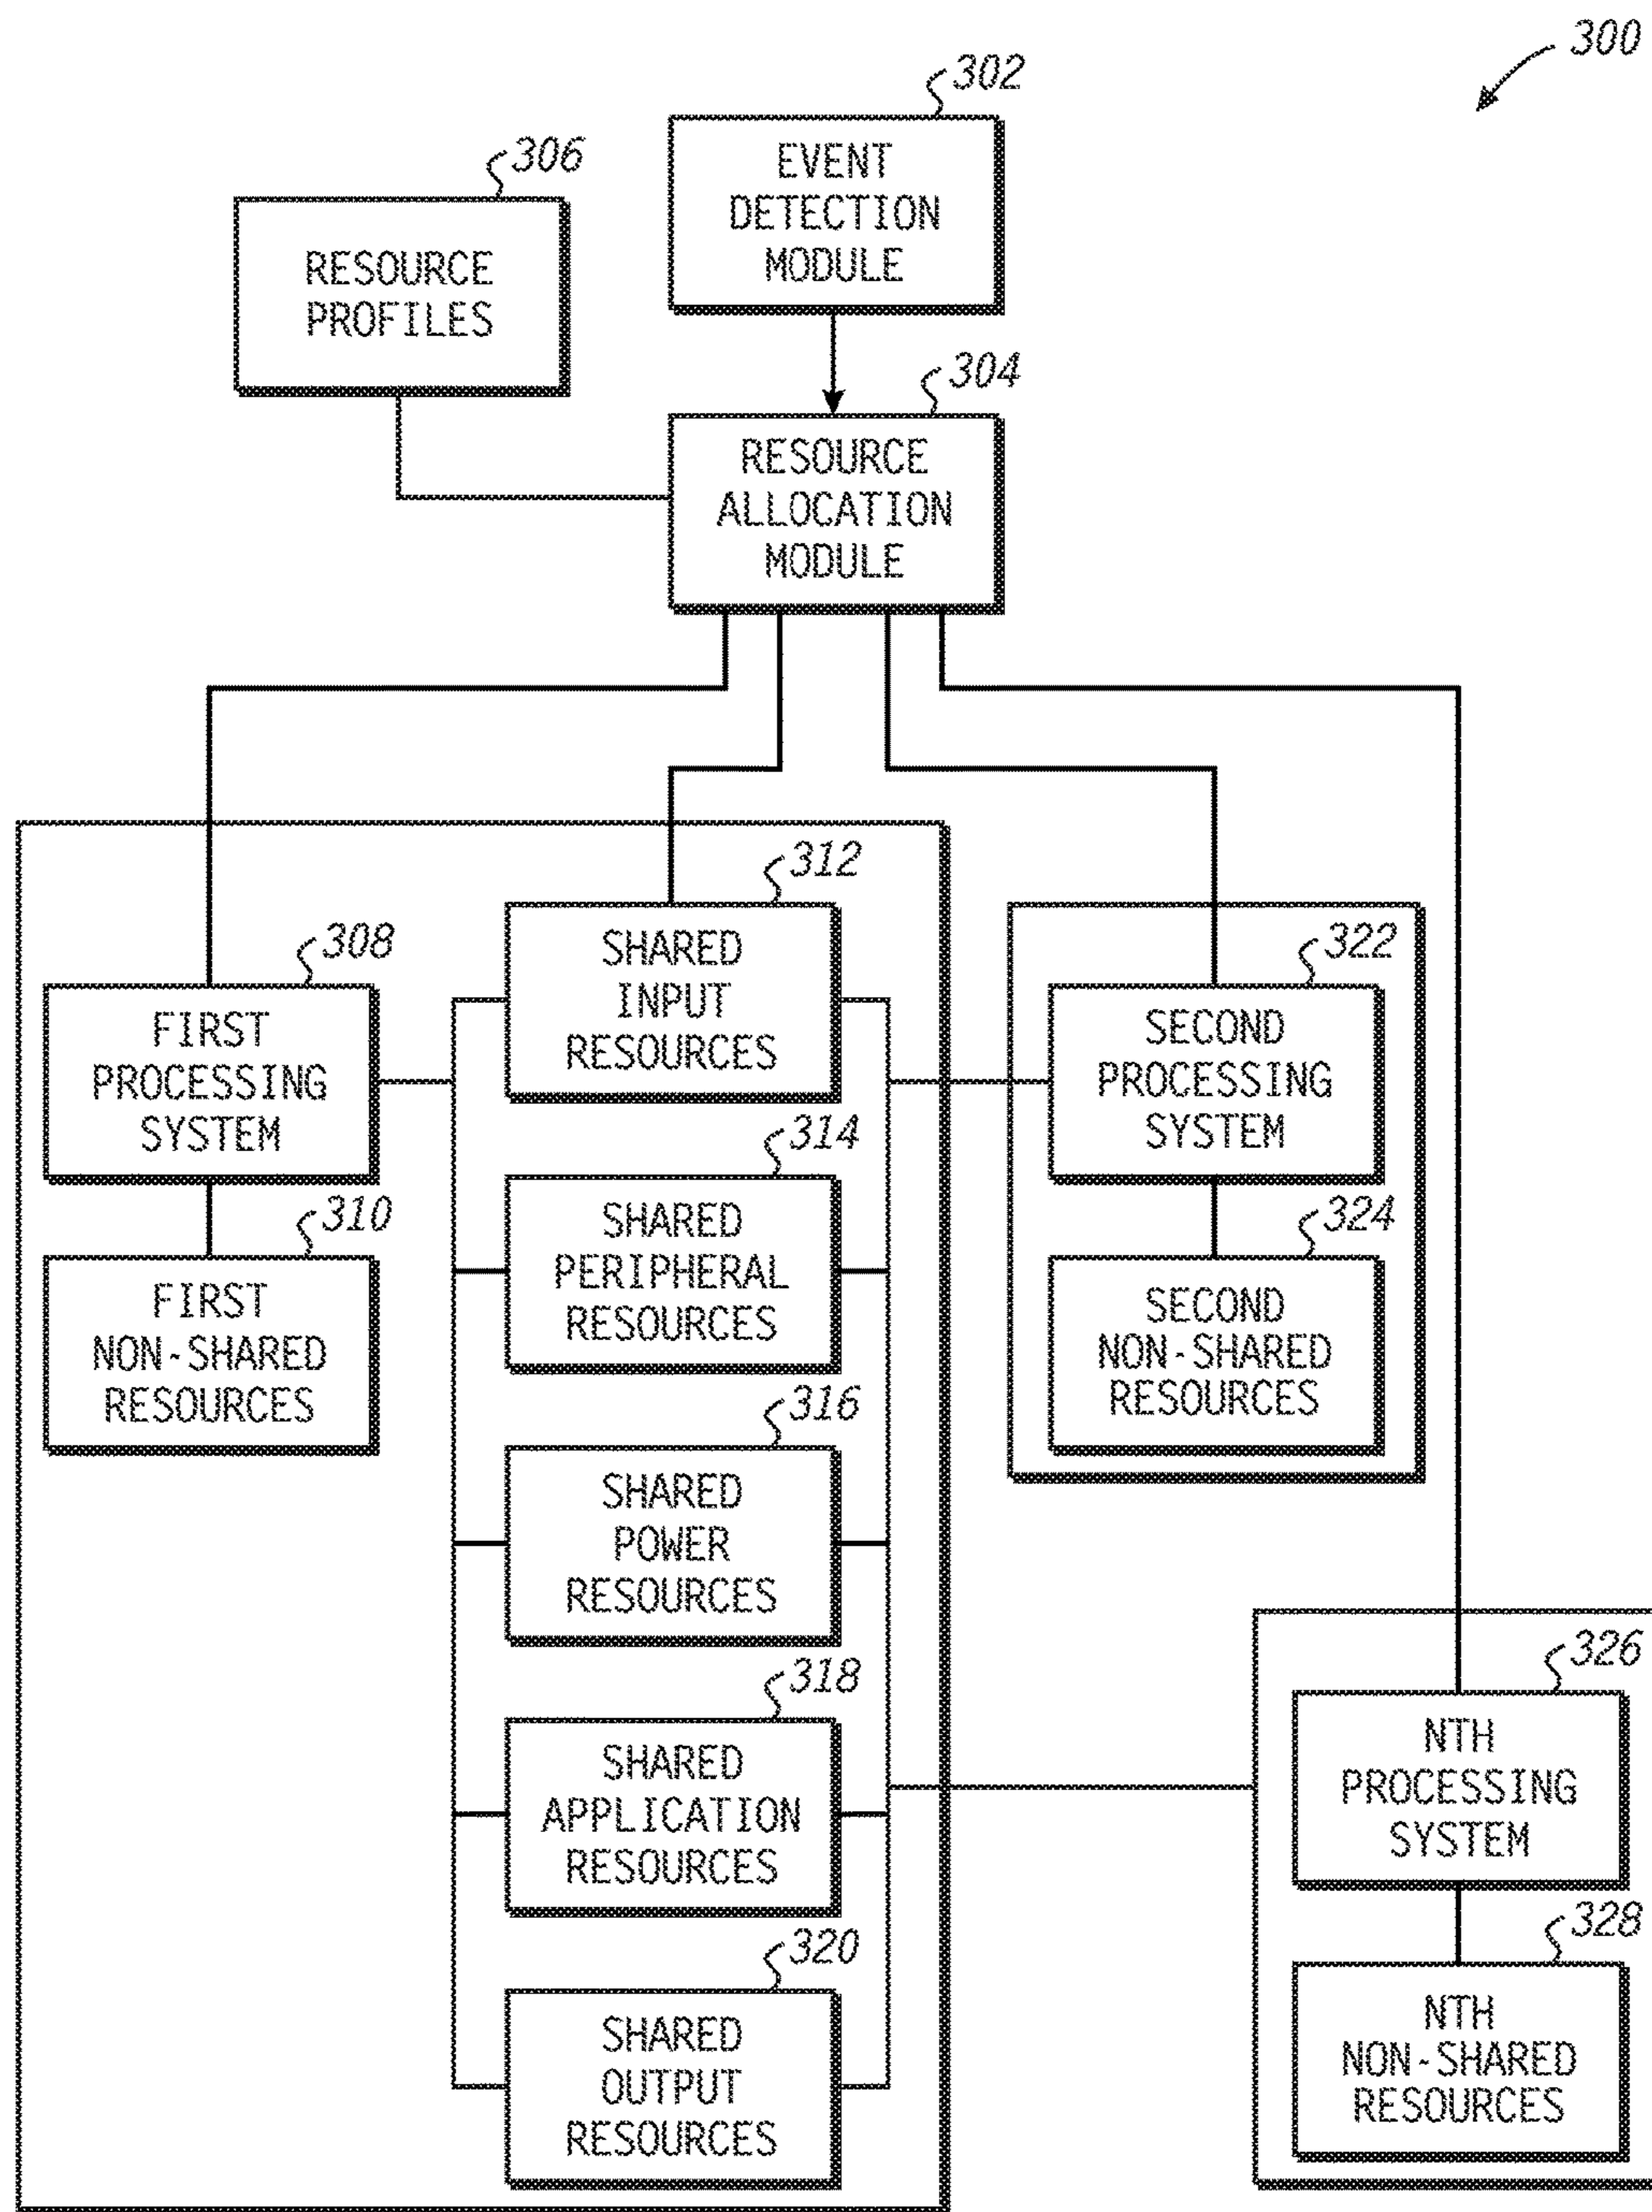 300
302
EVENT
DETECTION
MODULE
306
RESOURCE
PROFILES
304
RESOURCE
ALLOCATION
MODULE
308
FIRST
PROCESSING
SYSTEM
310
FIRST
NON-SHARED
RESOURCES
312
SHARED
INPUT
RESOURCES
314
SHARED
PERIPHERAL
RESOURCES
316
SHARED
POWER
RESOURCES
318
SHARED
APPLICATION
RESOURCES
320
SHARED
OUTPUT
RESOURCES
322
SECOND
PROCESSING
SYSTEM
324
SECOND
NON-SHARED
RESOURCES
326
NTH
PROCESSING
SYSTEM
328
NTH
NON-SHARED
RESOURCES